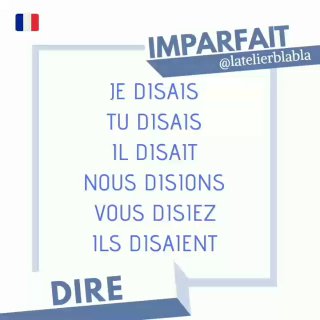 IMPARFAIT
@latelierblabla
JE DISAIS
TU DISAIS
IL DISAIT
NOUS DISIONS
VOUS DISIEZ
ILS DISAIENT
DIRE